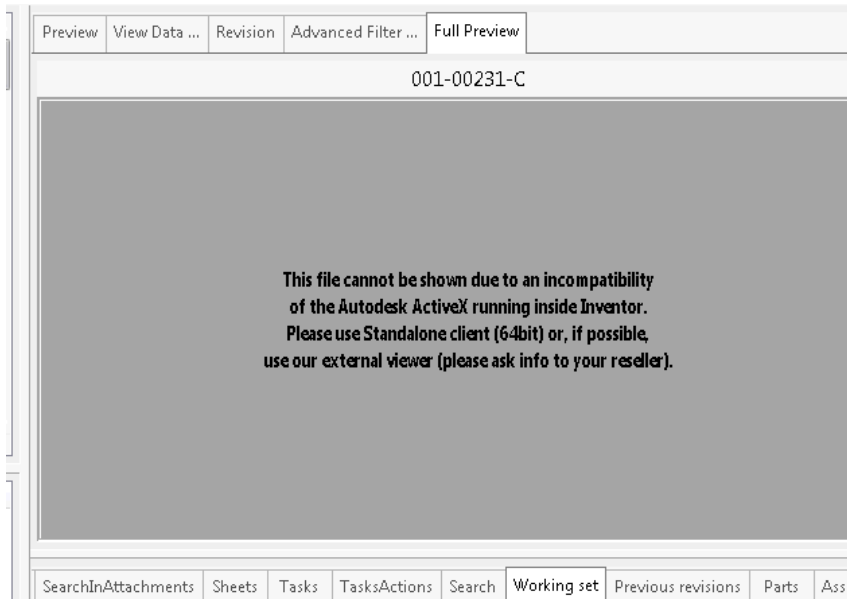 Preview View Data ... Revision Advanced Filter ... Full Preview
001-00231-C
This file cannot be shown due to an incompatibility
of the Autodesk ActiveX running inside Inventor.
Please use Standalone client (64bit) or, if possible,
use our external viewer (please ask info to your reseller).
SearchInAttachments Sheets Tasks TasksActions Search Working set Previous revisions Parts Ass